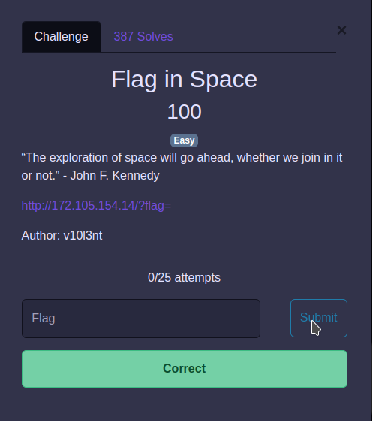 Challenge
387 Solves
×
Flag in Space
100
Easy
"The exploration of space will go ahead, whether we join in it
or not." - John F. Kennedy
http://172.105.154.14/?flag=
Author: v10l3nt
0/25 attempts
Flag
Submit
Correct